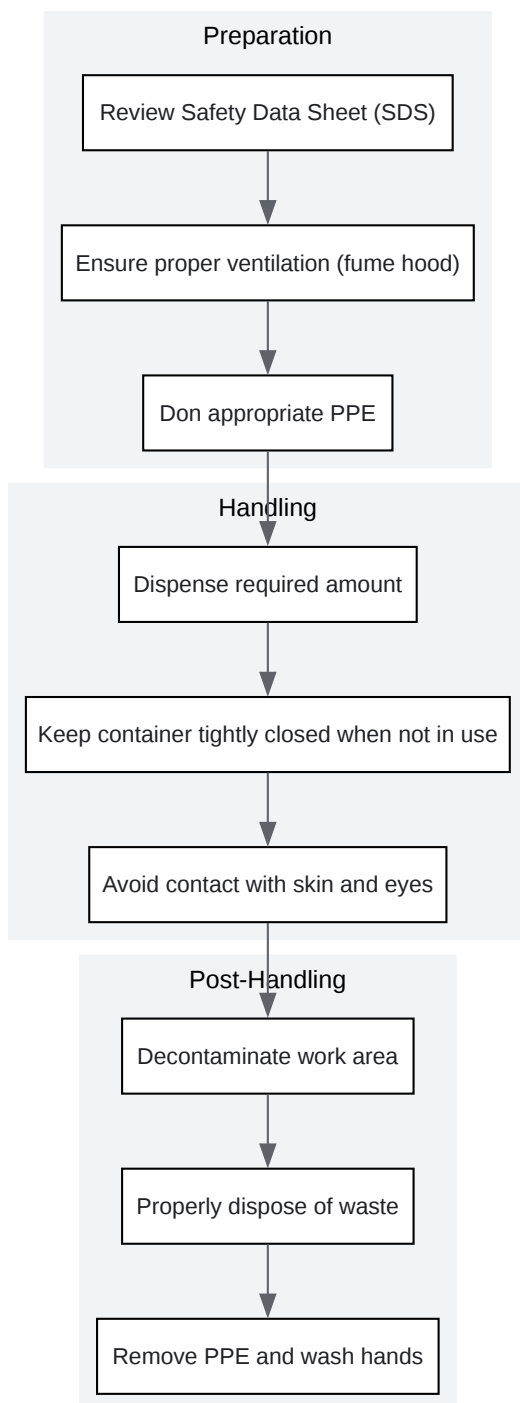 Preparation
Review Safety Data Sheet (SDS)
Ensure proper ventilation (fume hood)
Don appropriate PPE
Handling
Dispense required amount
Keep container tightly closed when not in use
Avoid contact with skin and eyes
Post-Handling
Decontaminate work area
Properly dispose of waste
Remove PPE and wash hands